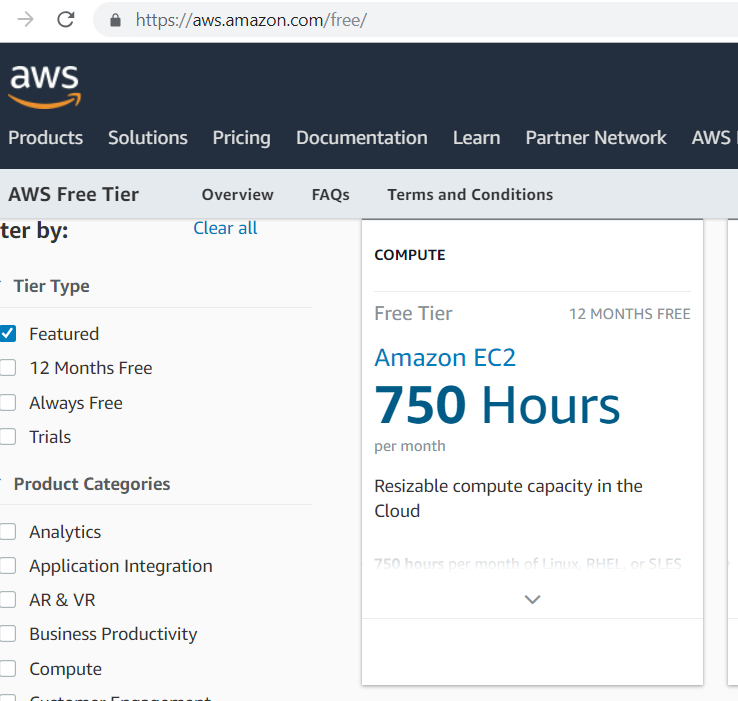 https://aws.amazon.com/free/
aws
Products Solutions Pricing Documentation Learn Partner Network AWS
AWS Free Tier Overview FAQs Terms and Conditions
ter by: Clear all
Tier Type
Featured
12 Months Free
Always Free
Trials
Product Categories
Analytics
Application Integration
AR & VR
Business Productivity
Compute
Customer Engagement
COMPUTE
Free Tier 12 MONTHS FREE
Amazon EC2
750 Hours
per month
Resizable compute capacity in the
Cloud
750 hours per month of Linux, RHEL, or SLES